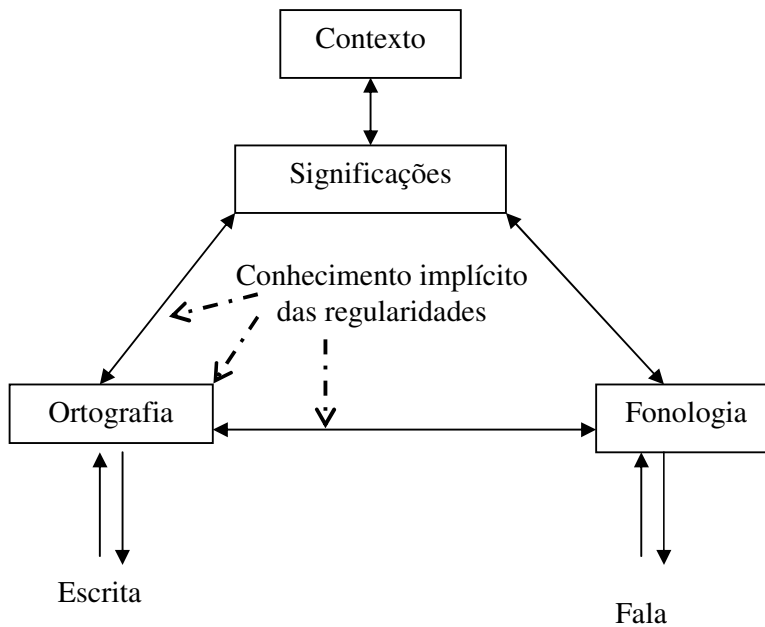 Contexto
Significações
Conhecimento implícito
das regularidades
Ortografia
Fonologia
Escrita
Fala